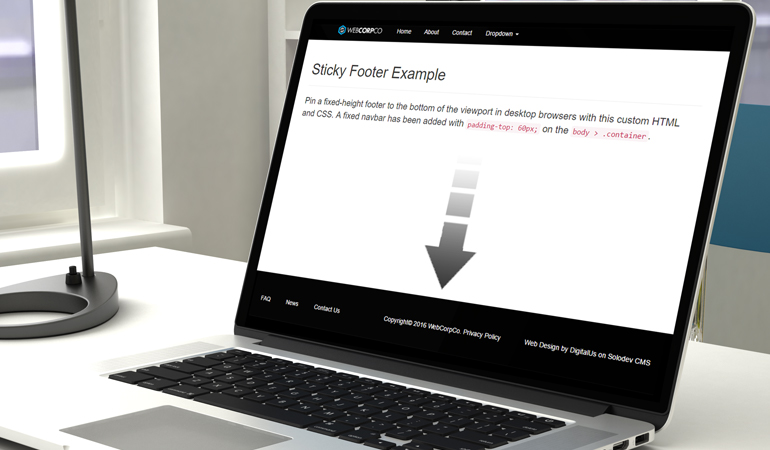 WEBCORPCO Home About Contact Dropdown
Sticky Footer Example
Pin a fixed-height footer to the bottom of the viewport in desktop browsers with this custom HTML
and CSS. A fixed navbar has been added with padding-top: 60px; on the body > .container.
FAQ News Contact Us Copyright© 2016 WebCorpCo. Privacy Policy Web Design by DigitalUs on Solodev CMS